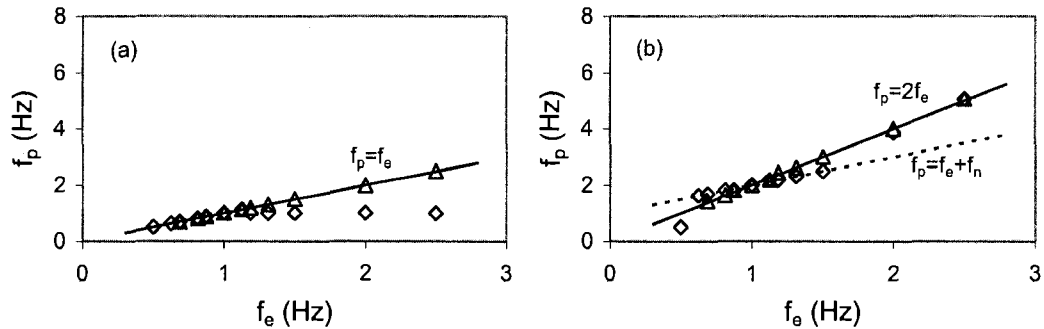 (a)
f_p (Hz)
8
6
4
2
0
f_p=f_e
0 1 2 3
f_e (Hz)
(b)
f_p (Hz)
8
6
4
2
0
f_p=2f_e
f_p=f_e+f_n
0 1 2 3
f_e (Hz)